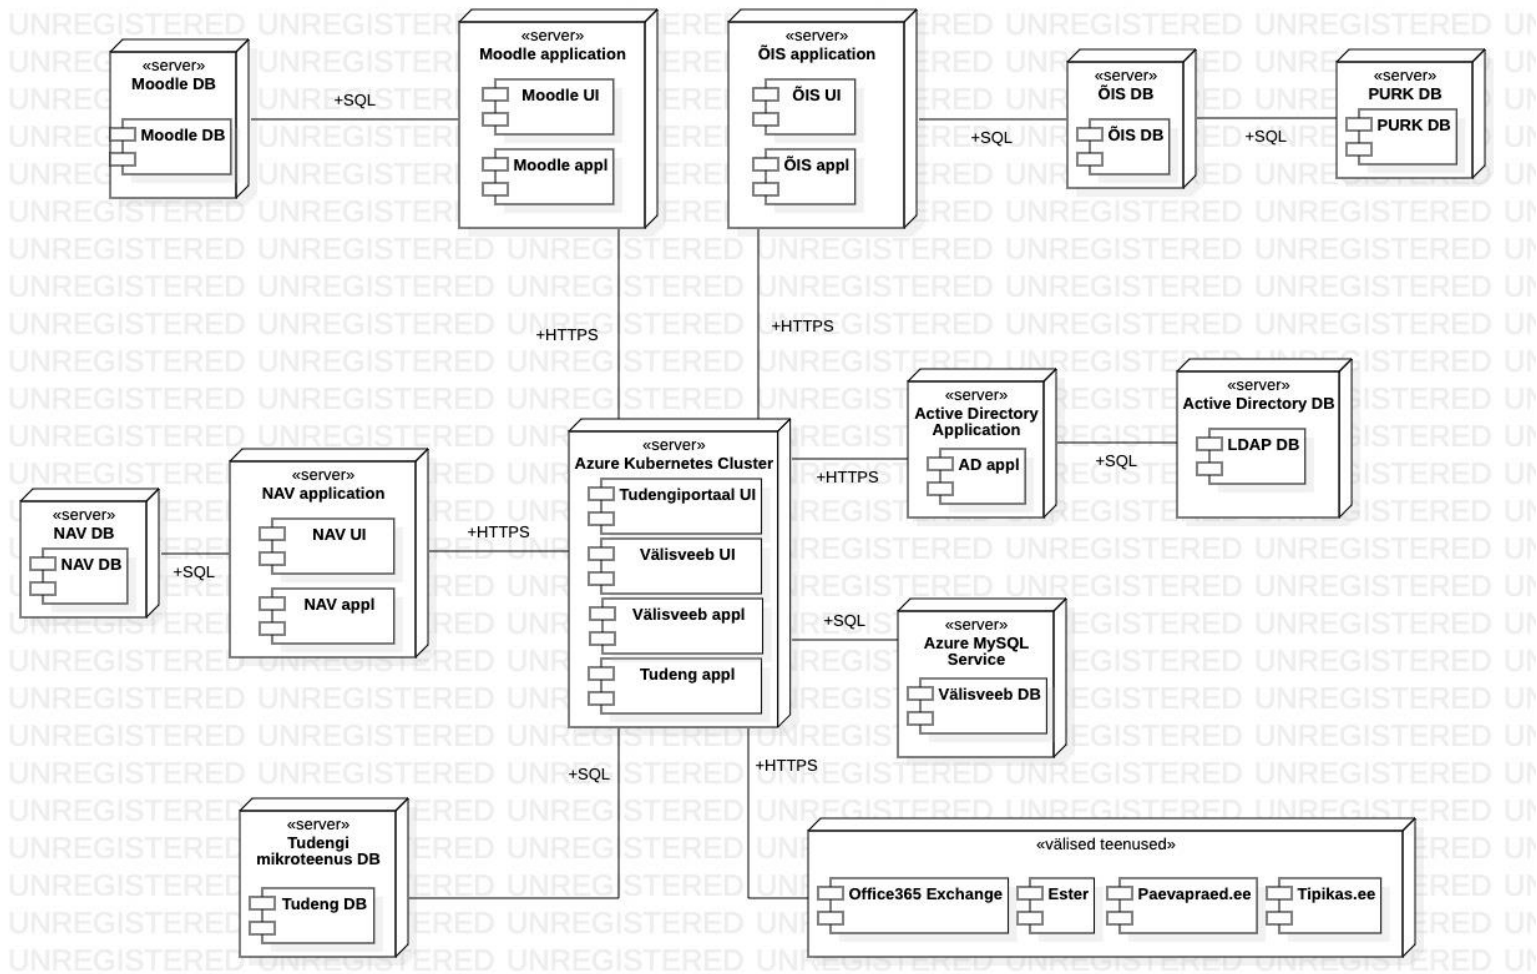 «server»
Moodle DB
Moodle DB
+SQL
«server»
Moodle application
Moodle UI
Moodle appl
«server»
ÕIS application
ÕIS UI
ÕIS appl
+SQL
«server»
ÕIS DB
ÕIS DB
+SQL
«server»
PURK DB
PURK DB
+HTTPS
+HTTPS
«server»
NAV DB
NAV DB
+SQL
«server»
NAV application
NAV UI
NAV appl
+HTTPS
«server»
Azure Kubernetes Cluster
Tudengiportaal UI
Välisveeb UI
Välisveeb appl
Tudeng appl
+HTTPS
«server»
Active Directory
Application
AD appl
+SQL
«server»
Active Directory DB
LDAP DB
+SQL
«server»
Azure MySQL
Service
Välisveeb DB
+SQL
+HTTPS
«server»
Tudengi
mikroteenus DB
Tudeng DB
«välised teenused»
Office365 Exchange
Ester
Paevapraed.ee
Tipikas.ee
UNREGISTERED